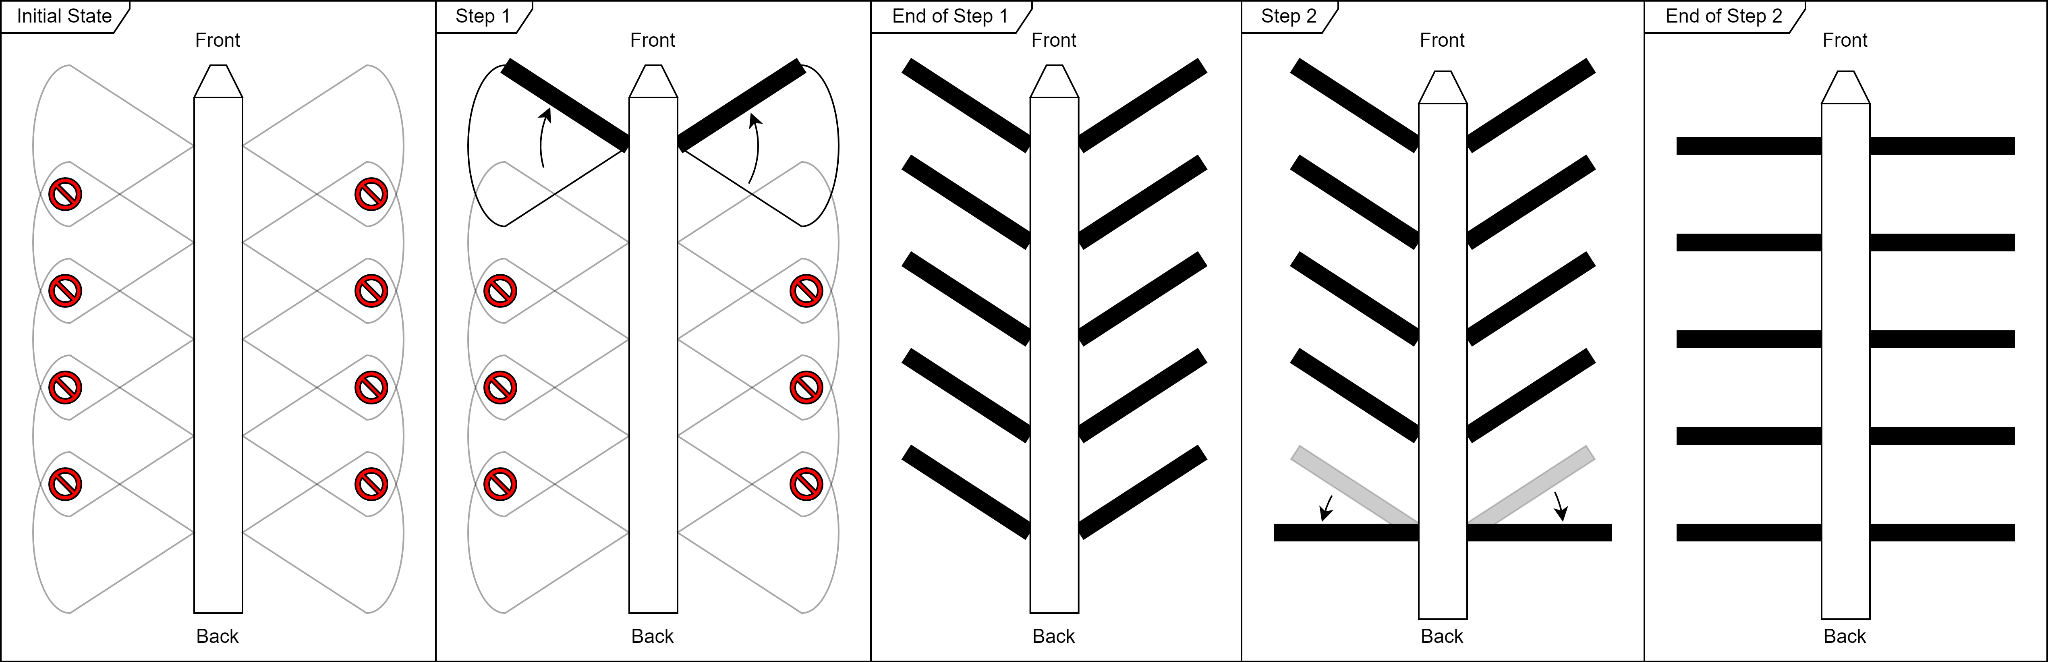 Initial State
Front
Back
Step 1
Front
Back
End of Step 1
Front
Back
Step 2
Front
Back
End of Step 2
Front
Back